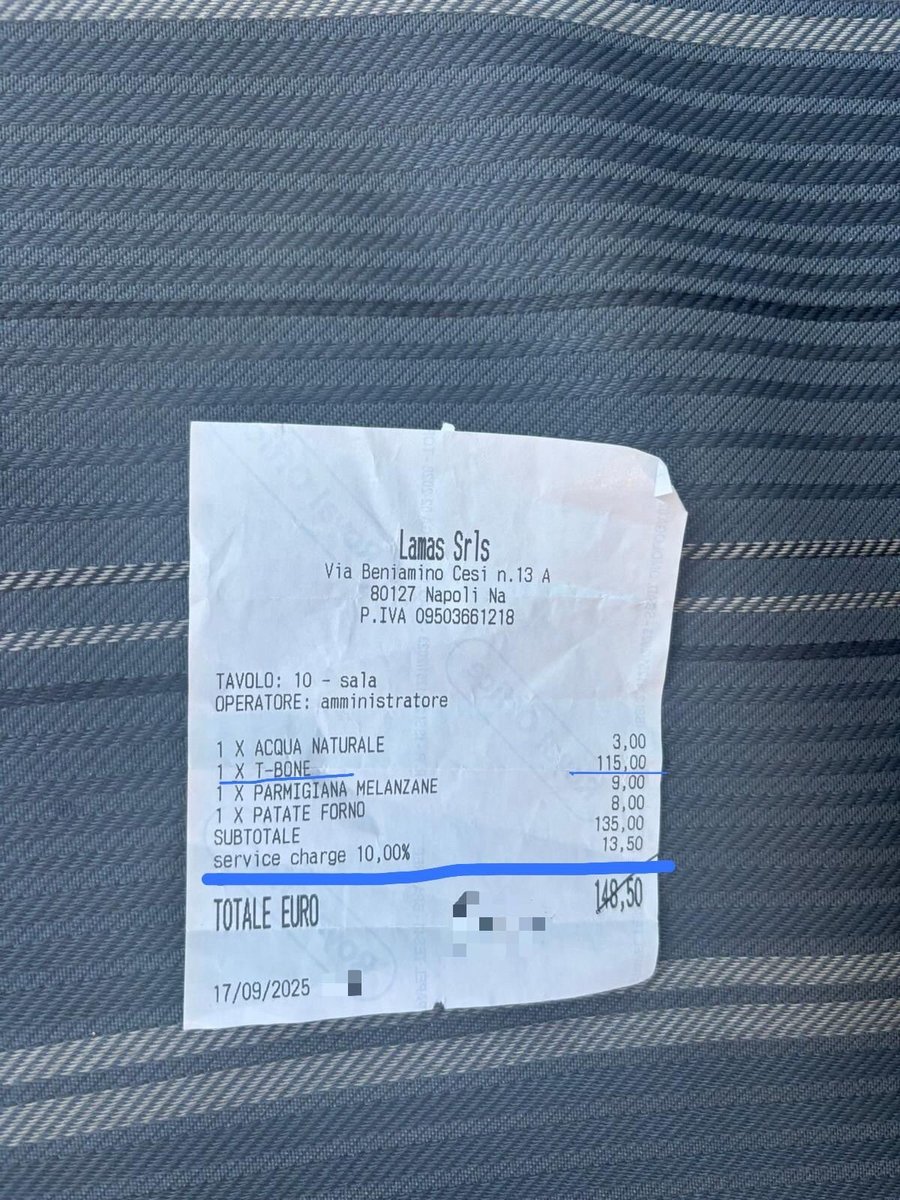 Lamas Srls
Via Beniamino Cesi n.13 A
80127 Napoli Na
P.IVA 09503661218
TAVOLO: 10 - sala
OPERATORE: amministratore
1 X ACQUA NATURALE 3,00
1 X T-BONE 115,00
1 X PARMIGIANA MELANZANE 9,00
1 X PATATE FORNO 8,00
SUBTOTALE 135,00
service charge 10,00% 13,50
TOTALE EURO 148,50
17/09/2025